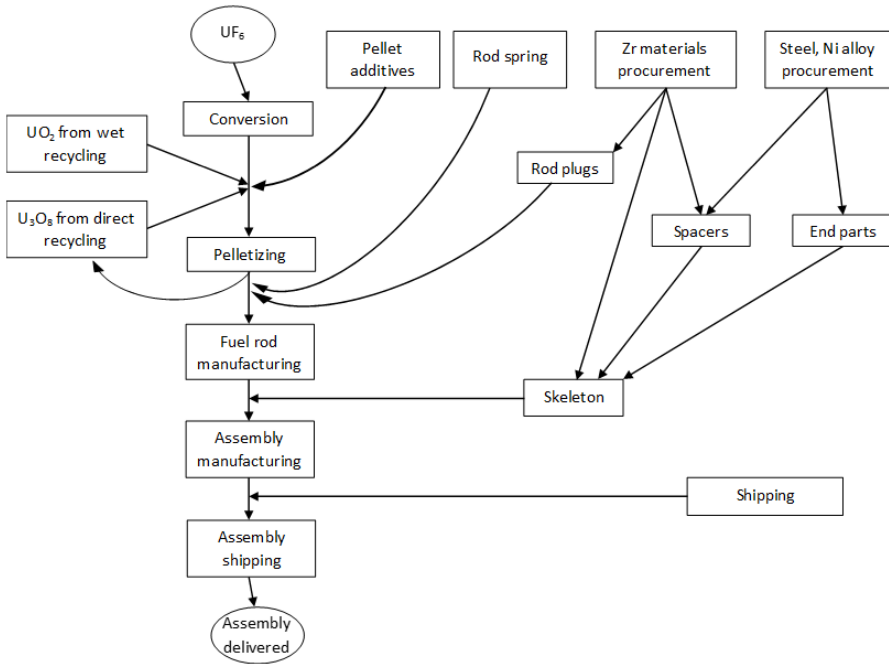 UF₆
Pellet
additives
Rod spring
Zr materials
procurement
Steel, Ni alloy
procurement
Conversion
UO₂ from wet
recycling
Rod plugs
U₃O₈ from direct
recycling
Spacers
End parts
Pelletizing
Fuel rod
manufacturing
Skeleton
Assembly
manufacturing
Shipping
Assembly
shipping
Assembly
delivered